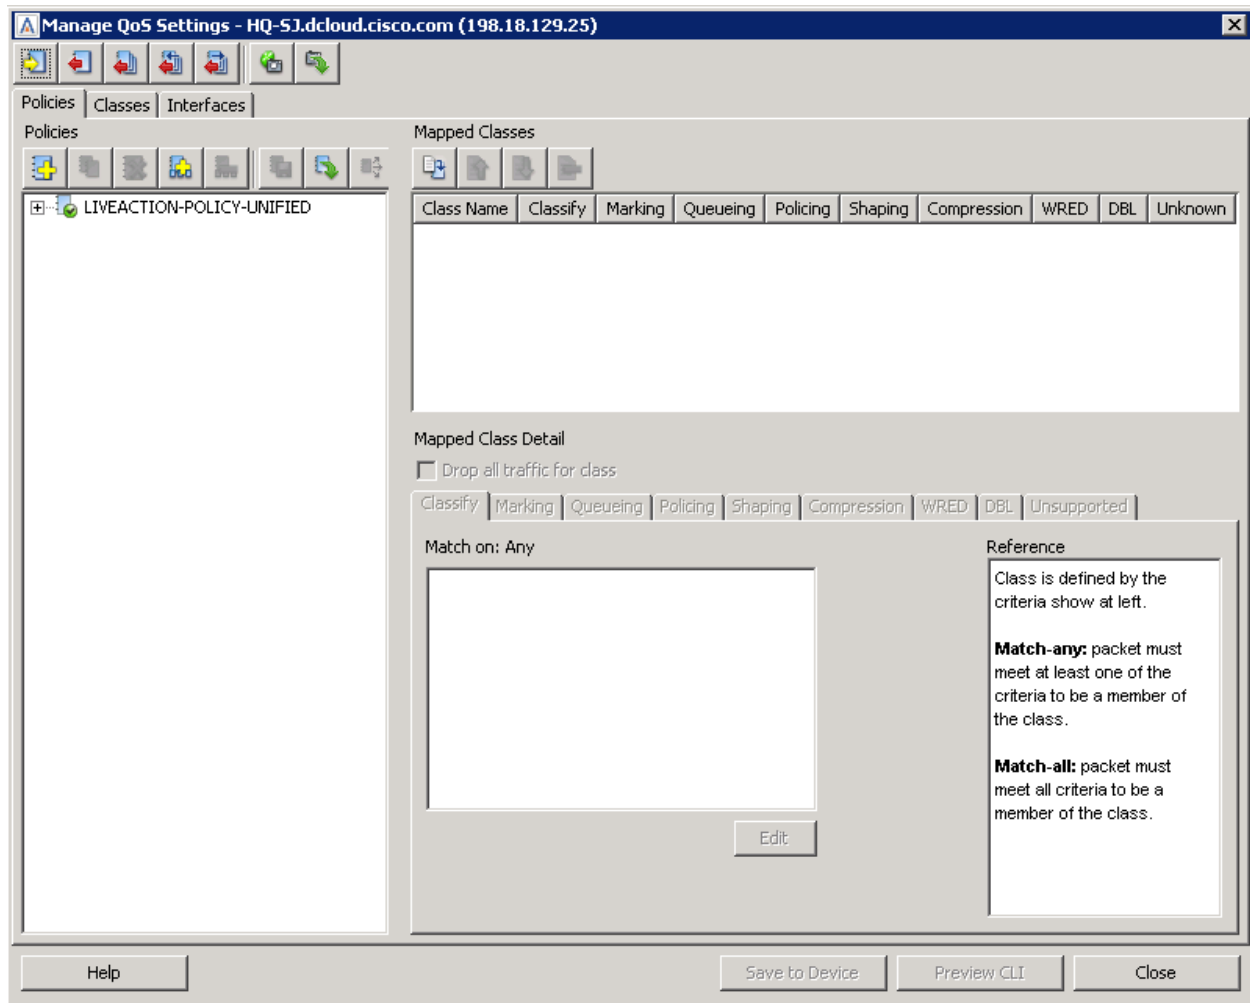 Manage QoS Settings - HQ-SJ.dcloud.cisco.com (198.18.129.25)
Policies Classes Interfaces
Policies
LIVEACTION-POLICY-UNIFIED
Mapped Classes
Class Name Classify Marking Queueing Policing Shaping Compression WRED DBL Unknown
Mapped Class Detail
Drop all traffic for class
Classify Marking Queueing Policing Shaping Compression WRED DBL Unsupported
Match on: Any
Edit
Reference
Class is defined by the
criteria show at left.
Match-any: packet must
meet at least one of the
criteria to be a member of
the class.
Match-all: packet must
meet all criteria to be a
member of the class.
Help Save to Device Preview CLI Close